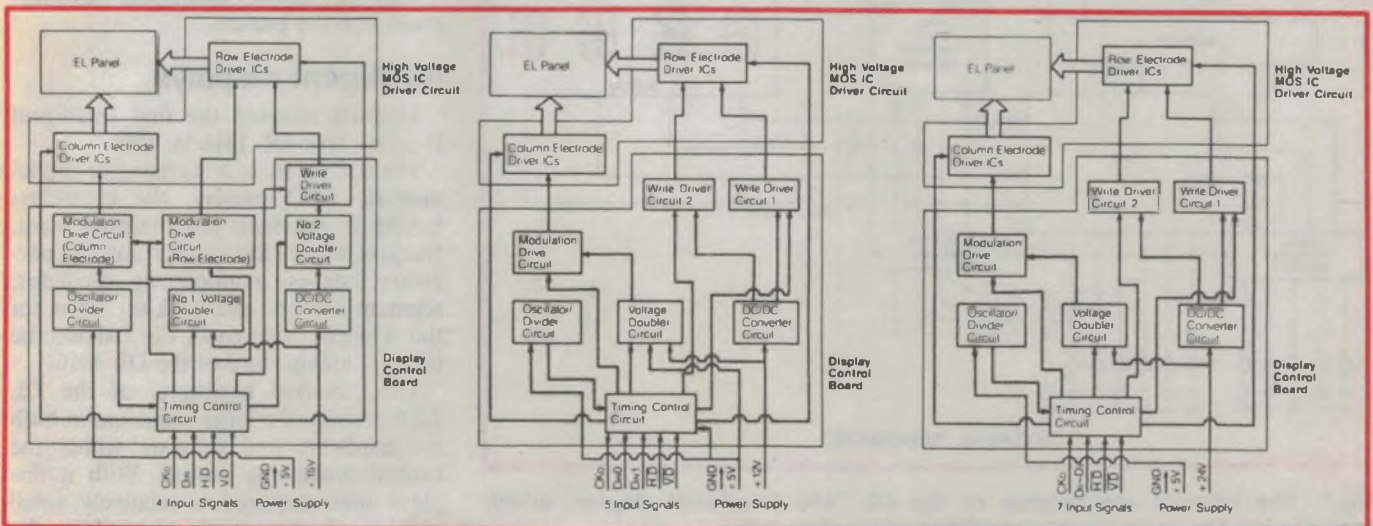 EL Panel
Row Electrode
Driver ICs
High Voltage
MOS IC
Driver Circuit
Column Electrode
Driver ICs
Write
Driver
Circuit
Modulation
Drive Circuit
(Column
Electrode)
Modulation
Drive
Circuit
(Row Electrode)
No 2
Voltage
Doubler
Circuit
Oscillator/
Divider
Circuit
No 1 Voltage
Doubler
Circuit
DC/DC
Converter
Circuit
Display
Control
Board
Timing Control
Circuit
H.D
V.D
GND
+5V
+15V
4 Input Signals
Power Supply
EL Panel
Row Electrode
Driver ICs
High Voltage
MOS IC
Driver Circuit
Column Electrode
Driver ICs
Write Driver
Circuit 2
Write Driver
Circuit 1
Modulation
Drive Circuit
Oscillator/
Divider
Circuit
Voltage
Doubler
Circuit
DC/DC
Converter
Circuit
Display
Control
Board
Timing Control
Circuit
H.D
V.D
GND
+5V
+12V
5 Input Signals
Power Supply
EL Panel
Row Electrode
Driver ICs
High Voltage
MOS IC
Driver Circuit
Column Electrode
Driver ICs
Write Driver
Circuit 2
Write Driver
Circuit 1
Modulation
Drive Circuit
Oscillator/
Divider
Circuit
Voltage
Doubler
Circuit
DC/DC
Converter
Circuit
Display
Control
Board
Timing Control
Circuit
H.D
V.D
GND
+5V
+24V
7 Input Signals
Power Supply